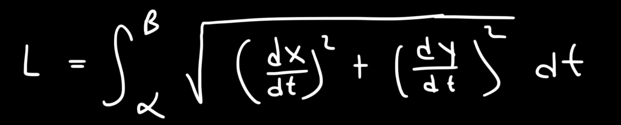 L = ∫_α^β √((dx/dt)² + (dy/dt)²) dt